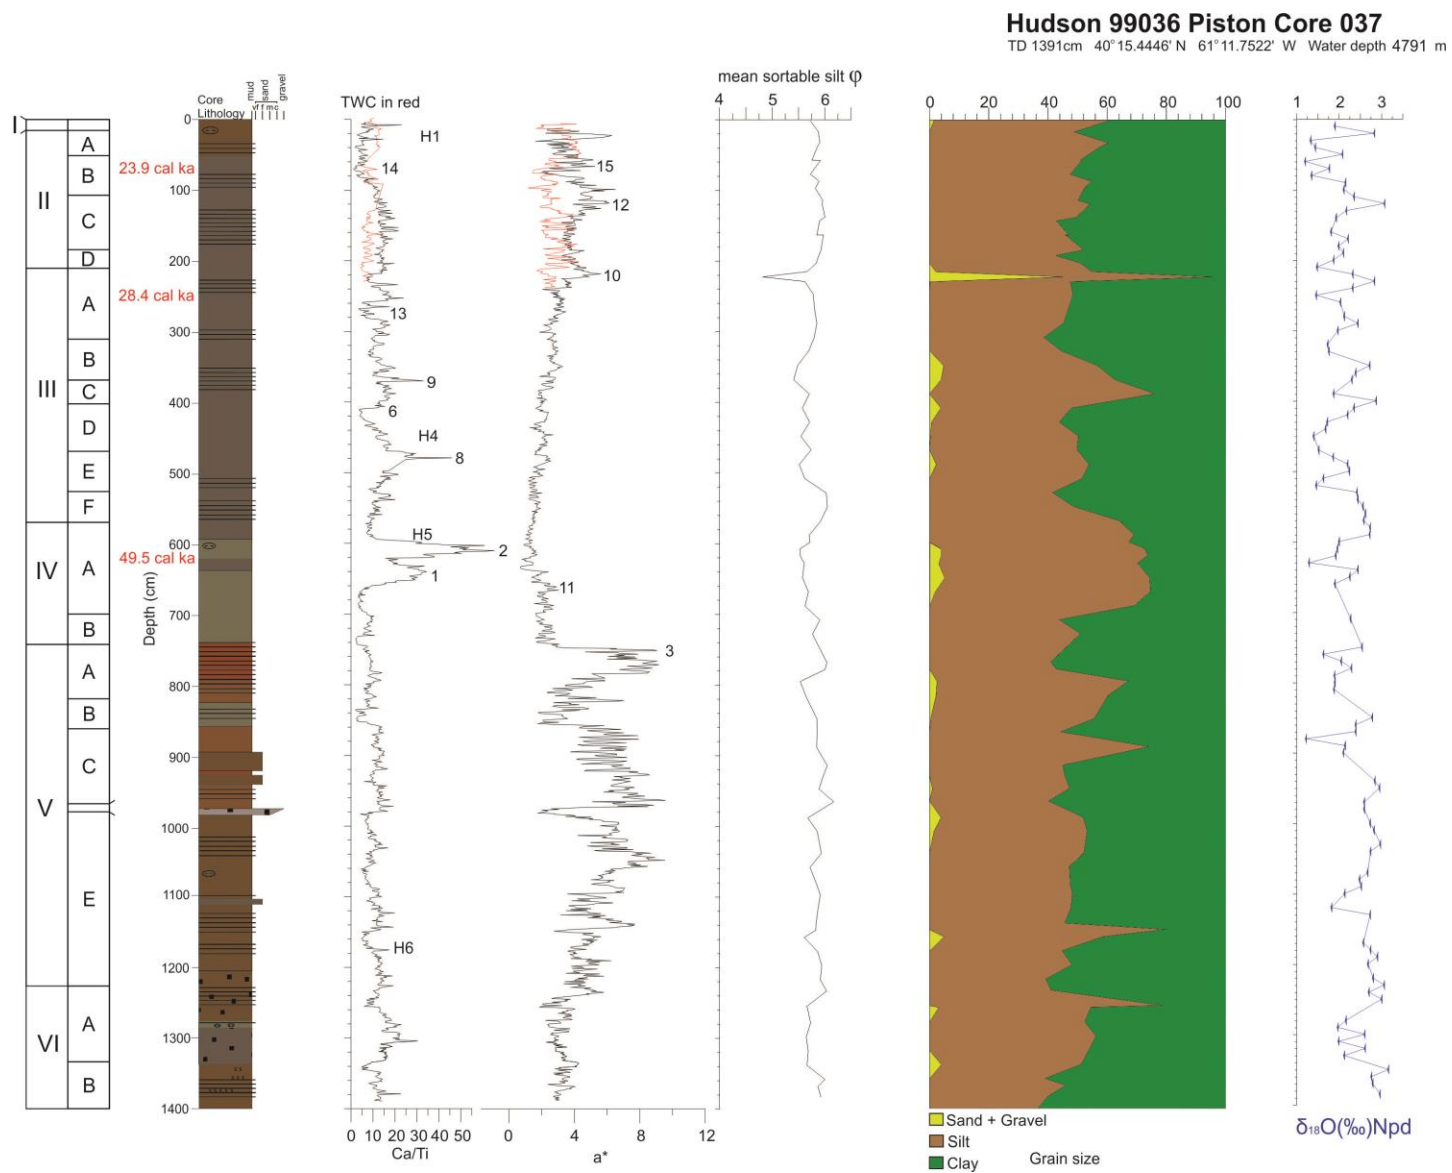 Hudson 99036 Piston Core 037
TD 1391cm 40°15.4446' N 61°11.7522' W Water depth 4791 m
mean sortable silt φ
4 5 6
0 20 40 60 80 100
1 2 3
Core
Lithology
mud
sand
gravel
vf f m c
TWC in red
I
II
A
B
C
D
III
A
B
C
D
E
F
IV
A
B
V
A
B
C
E
VI
A
B
23.9 cal ka
28.4 cal ka
49.5 cal ka
Depth (cm)
0
100
200
300
400
500
600
700
800
900
1000
1100
1200
1300
1400
H1
14
13
9
6
H4
8
H5
2
1
H6
15
12
10
11
3
0 10 20 30 40 50
Ca/Ti
0 4 8 12
a*
Sand + Gravel
Silt
Clay
Grain size
δ₁₈O(‰)Npd